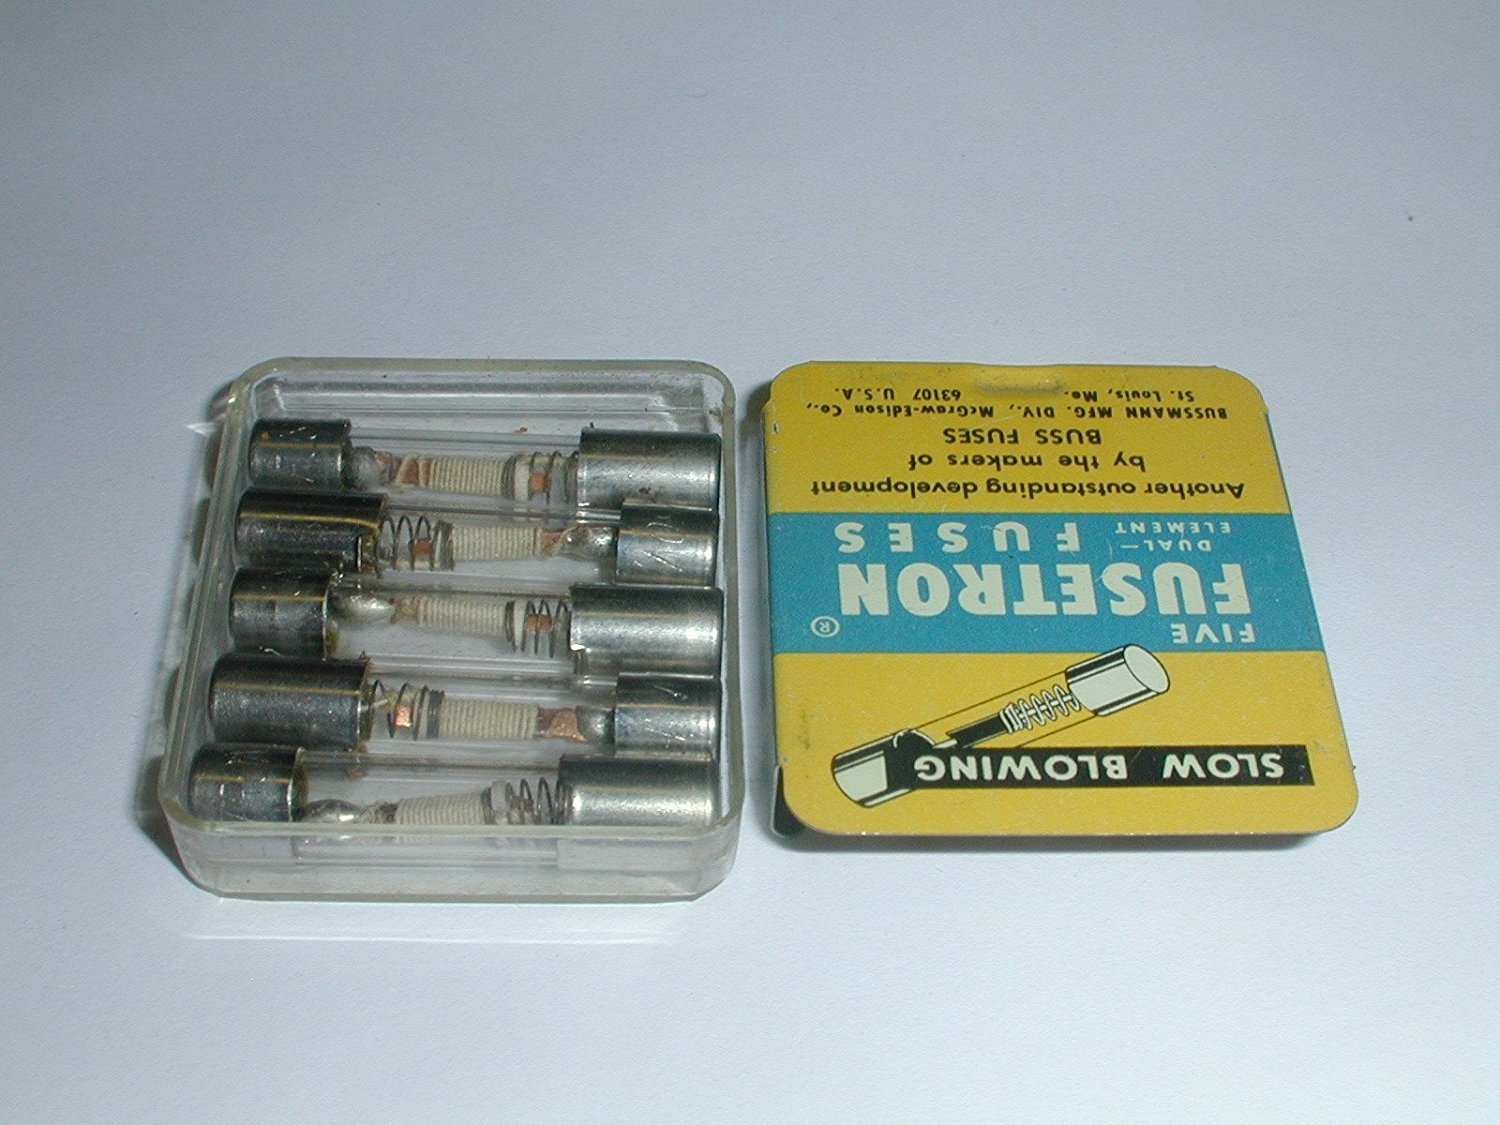 SLOW BLOWING
FIVE
FUSETRON®
DUAL-
ELEMENT FUSES
Another outstanding development
by the makers of
BUSS FUSES
BUSSMANN MFG. DIV., McGraw-Edison Co.,
St. Louis, Mo. 63107 U.S.A.